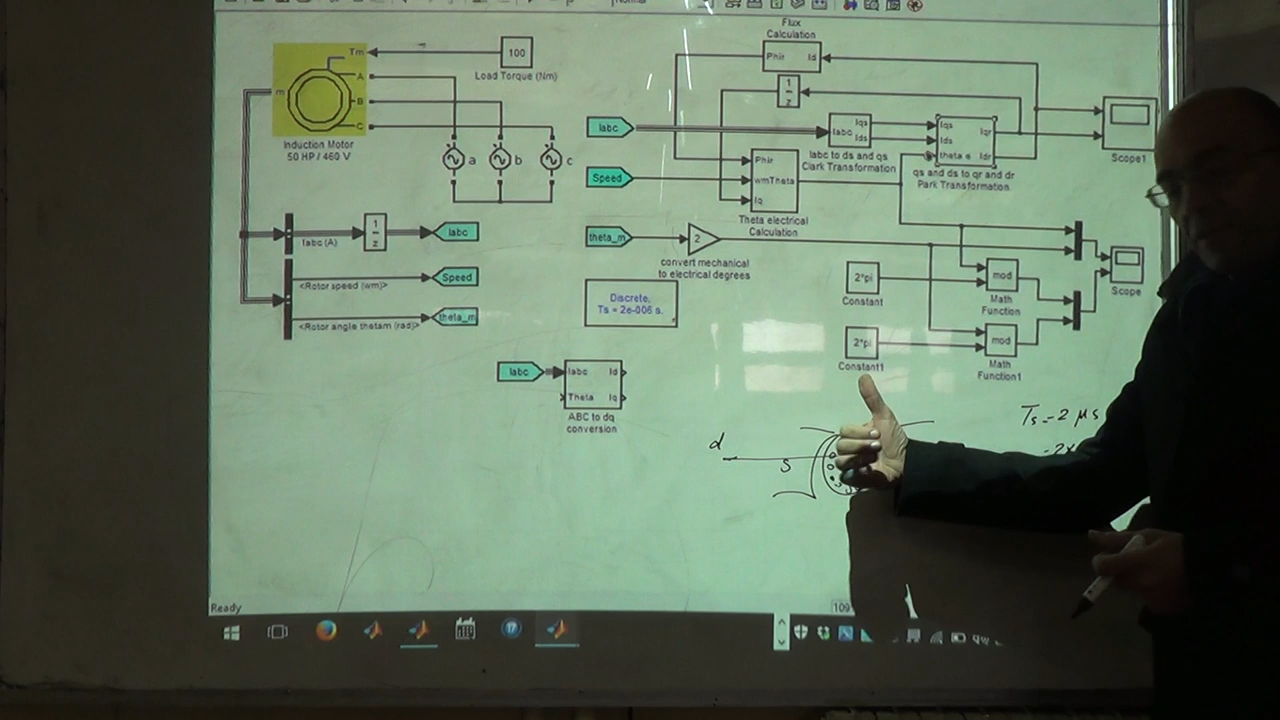 Normal
Tm
A
B
C
m
Induction Motor
50 HP / 460 V
100
Load Torque (Nm)
a
b
c
Iabc (A)
1
z
Iabc
<Rotor speed (wm)>
Speed
<Rotor angle thetam (rad)>
theta_m
Flux
Calculation
Phir
Id
1
z
Iabc
Iabc
Iqs
Ids
Iabc to ds and qs
Clark Transformation
Iqs
Ids
theta e
Iqr
Idr
qs and ds to qr and dr
Park Transformation
Scope1
Speed
Phir
wmTheta
Iq
Theta electrical
Calculation
theta_m
2
convert mechanical
to electrical degrees
Discrete,
Ts = 2e-006 s.
2*pi
Constant
mod
Math
Function
2*pi
Constant1
mod
Math
Function1
Scope
Iabc
Iabc
Theta
Id
Iq
ABC to dq
conversion
d
s
Ts = 2 μs
Ready
109